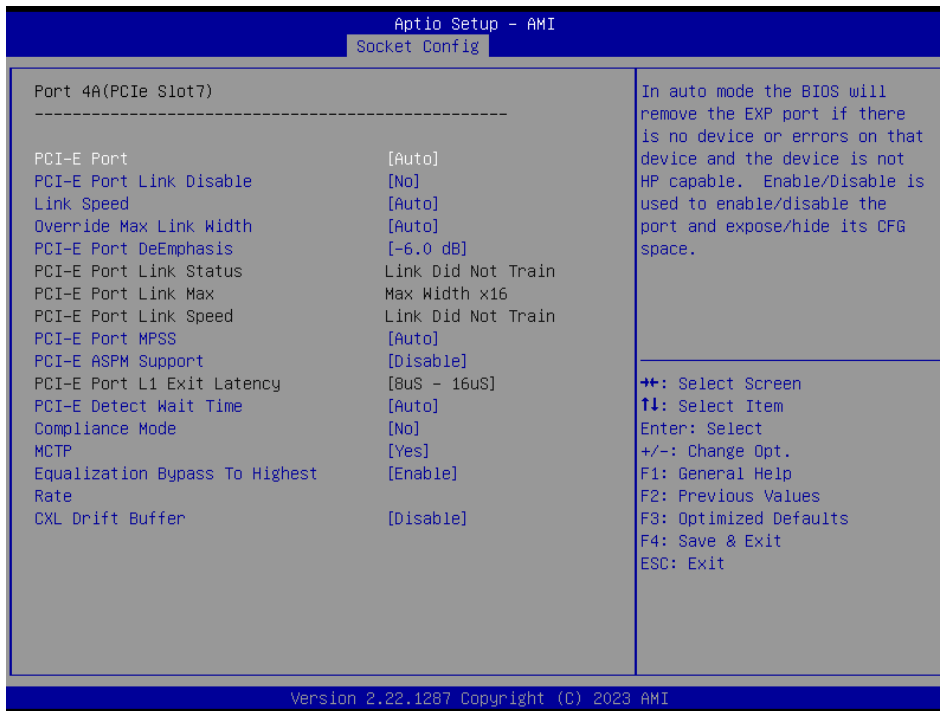 Aptio Setup – AMI
Socket Config
Port 4A(PCIe Slot7)
--------------------------------------------------
PCI-E Port [Auto]
PCI-E Port Link Disable [No]
Link Speed [Auto]
Override Max Link Width [Auto]
PCI-E Port DeEmphasis [-6.0 dB]
PCI-E Port Link Status Link Did Not Train
PCI-E Port Link Max Max Width x16
PCI-E Port Link Speed Link Did Not Train
PCI-E Port MPSS [Auto]
PCI-E ASPM Support [Disable]
PCI-E Port L1 Exit Latency [8uS - 16uS]
PCI-E Detect Wait Time [Auto]
Compliance Mode [No]
MCTP [Yes]
Equalization Bypass To Highest [Enable]
Rate
CXL Drift Buffer [Disable]
In auto mode the BIOS will
remove the EXP port if there
is no device or errors on that
device and the device is not
HP capable. Enable/Disable is
used to enable/disable the
port and expose/hide its CFG
space.
→←: Select Screen
↑↓: Select Item
Enter: Select
+/-: Change Opt.
F1: General Help
F2: Previous Values
F3: Optimized Defaults
F4: Save & Exit
ESC: Exit
Version 2.22.1287 Copyright (C) 2023 AMI